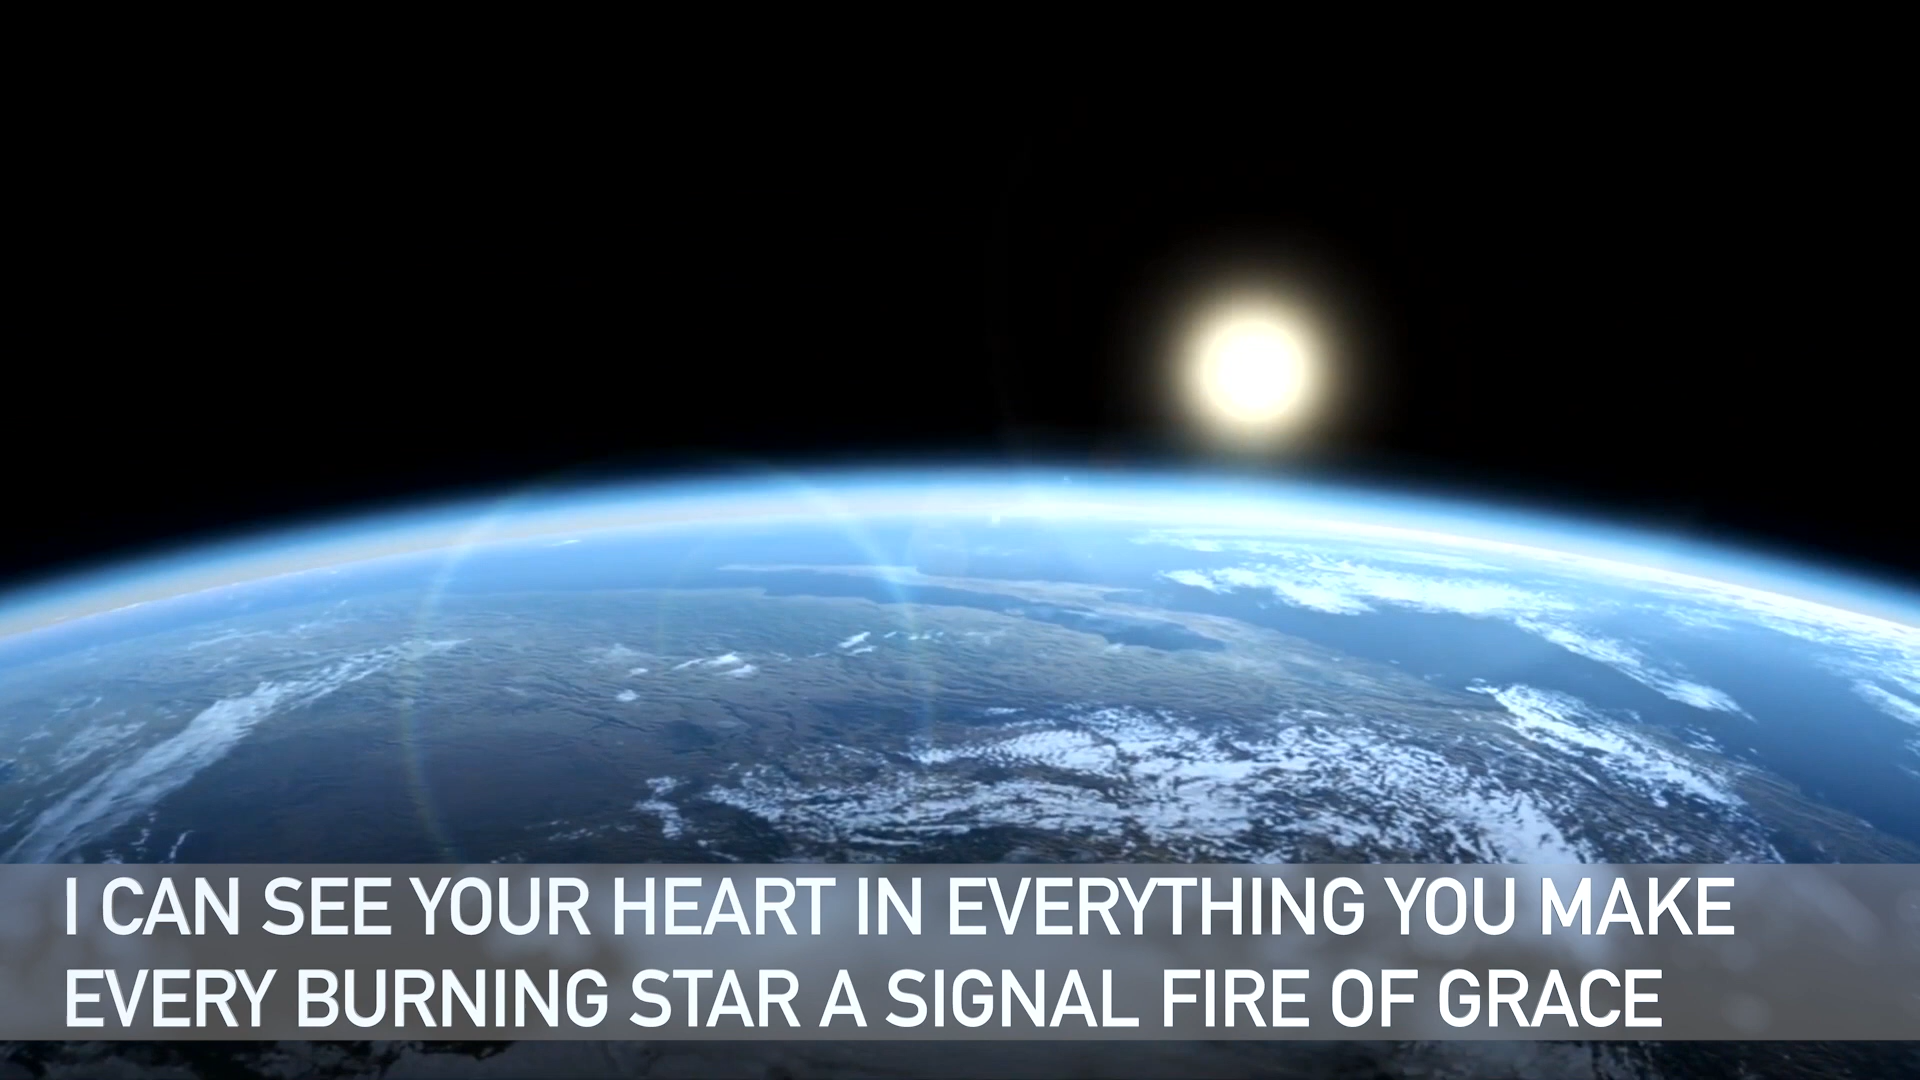 I CAN SEE YOUR HEART IN EVERYTHING YOU MAKE
EVERY BURNING STAR A SIGNAL FIRE OF GRACE